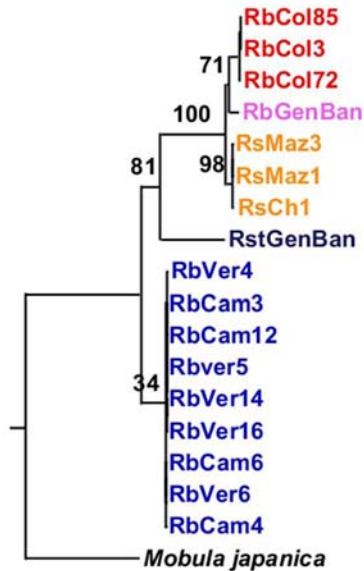 RbCol85
RbCol3
71
RbCol72
RbGenBan
100
RsMaz3
98
RsMaz1
81
RsCh1
RstGenBan
RbVer4
RbCam3
RbCam12
Rbver5
34
RbVer14
RbVer16
RbCam6
RbVer6
RbCam4
Mobula japanica